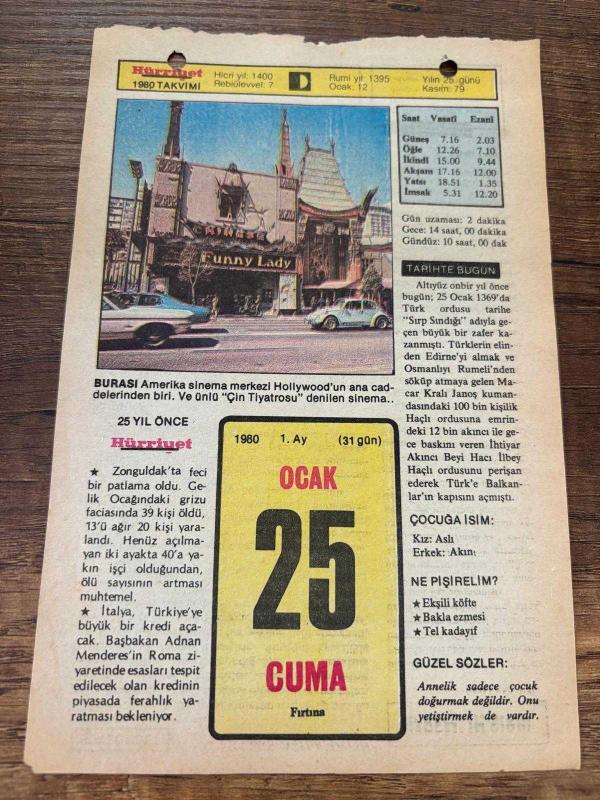 Hürriyet
1980 TAKVİMİ
Hicri yıl: 1400
Rebiülevvel: 7
D
Rumi yıl: 1395
Ocak: 12
Yılın 25. günü
Kasım: 79
CHINESE
Funny Lady
BURASI Amerika sinema merkezi Hollywood'un ana cad-
delerinden biri. Ve ünlü "Çin Tiyatrosu" denilen sinema..
25 YIL ÖNCE
Hürriyet
★ Zonguldak'ta feci
bir patlama oldu. Ge-
lik Ocağındaki grizu
faciasında 39 kişi öldü,
13'ü ağır 20 kişi yara-
landı. Henüz açılma-
yan iki ayakta 40'a ya-
kın işçi olduğundan,
ölü sayısının artması
muhtemel.
★ İtalya, Türkiye'ye
büyük bir kredi aça-
cak. Başbakan Adnan
Menderes'in Roma zi-
yaretinde esasları tespit
edilecek olan kredinin
piyasada ferahlık ya-
ratması bekleniyor.
1980 1. Ay (31 gün)
OCAK
25
CUMA
Fırtına
Saat Vasatî Ezanî
Güneş 7.16 2.03
Öğle 12.26 7.10
İkindi 15.00 9.44
Akşam 17.16 12.00
Yatsı 18.51 1.35
İmsak 5.31 12.20
Gün uzaması: 2 dakika
Gece: 14 saat, 00 dakika
Gündüz: 10 saat, 00 dak
TARİHTE BUGÜN
Altıyüz onbir yıl önce
bugün; 25 Ocak 1369'da
Türk ordusu tarihe
"Sırp Sındığı" adıyla ge-
çen büyük bir zafer ka-
zanmıştı. Türklerin elin-
den Edirne'yi almak ve
Osmanlıyı Rumeli'nden
söküp atmaya gelen Ma-
car Kralı Janoş kuman-
dasındaki 100 bin kişilik
Haçlı ordusuna emrin-
deki 12 bin akıncı ile ge-
ce baskını veren İhtiyar
Akıncı Beyi Hacı İlbey
Haçlı ordusunu perişan
ederek Türk'e Balkan-
lar'ın kapısını açmıştı.
ÇOCUĞA İSİM:
Kız: Aslı
Erkek: Akın
NE PİŞİRELİM?
★ Ekşili köfte
★ Bakla ezmesi
★ Tel kadayıf
GÜZEL SÖZLER:
Annelik sadece çocuk
doğurmak değildir. Onu
yetiştirmek de vardır.